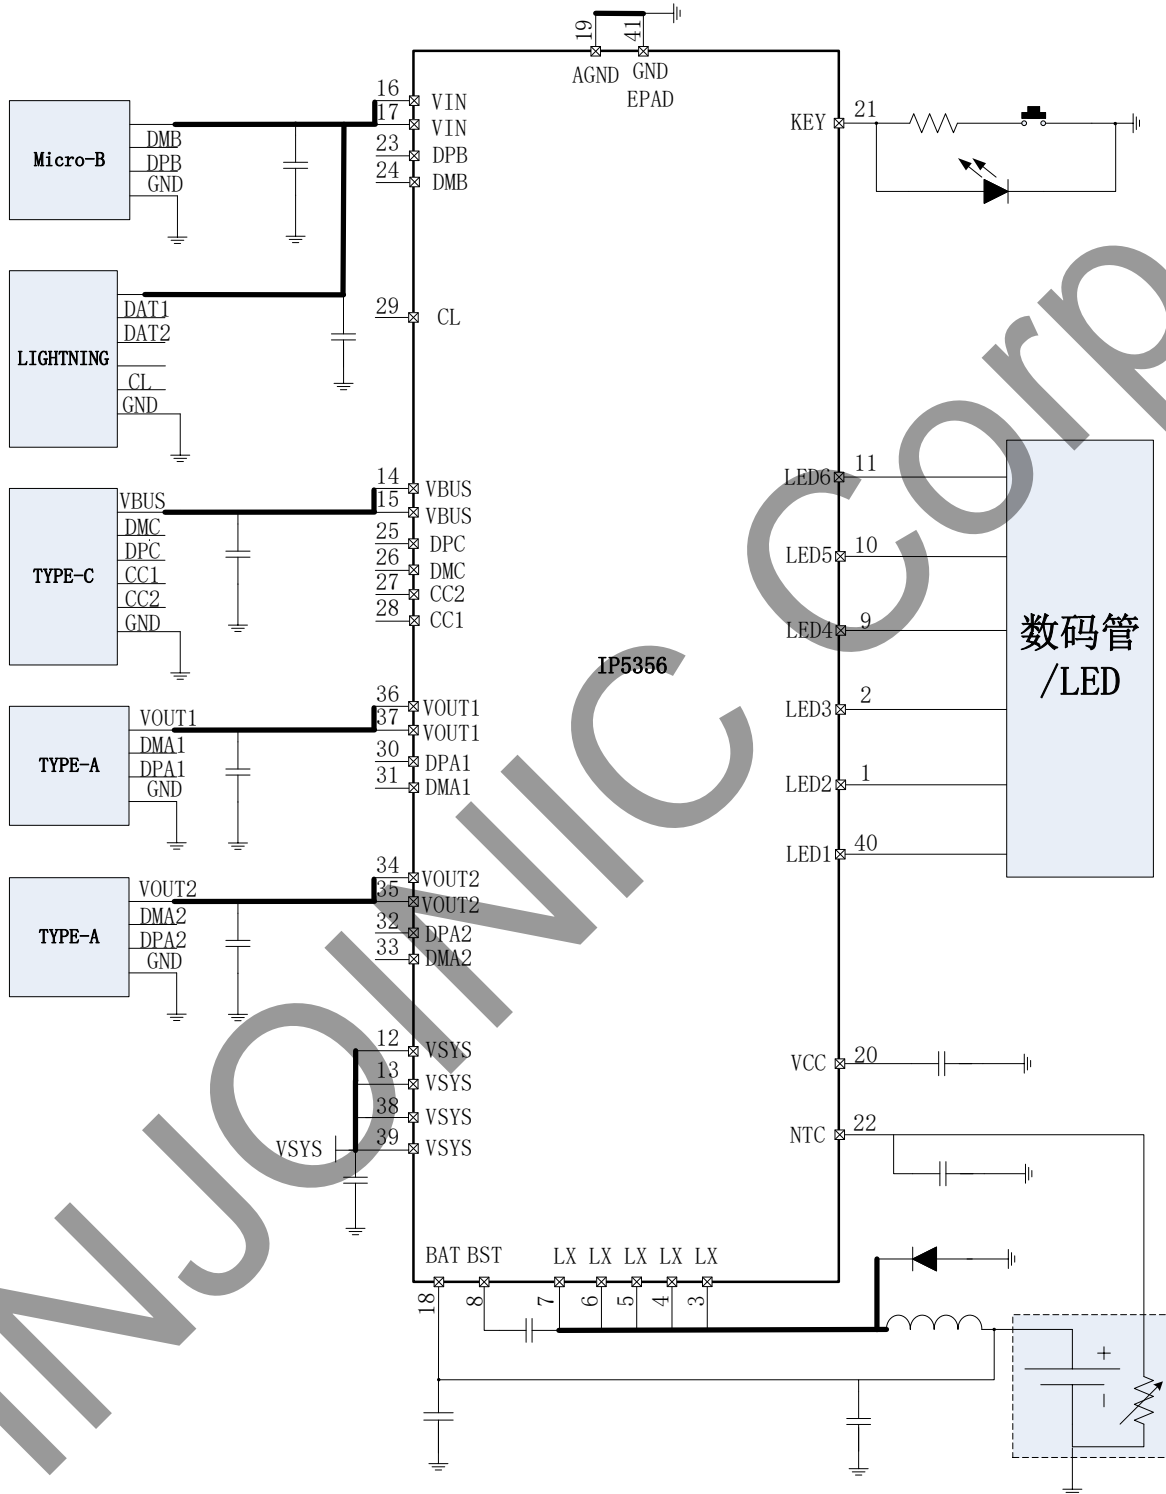 19
41
AGND
GND
EPAD
16
VIN
17
VIN
23
DPB
24
DMB
Micro-B
DMB
DPB
GND
KEY
21
LIGHTNING
DAT1
DAT2
CL
GND
29
CL
14
VBUS
15
VBUS
25
DPC
26
DMC
27
CC2
28
CC1
TYPE-C
VBUS
DMC
DPC
CC1
CC2
GND
LED6
11
LED5
10
LED4
9
LED3
2
LED2
1
LED1
40
数码管
/LED
IP5356
36
VOUT1
37
VOUT1
30
DPA1
31
DMA1
TYPE-A
VOUT1
DMA1
DPA1
GND
34
VOUT2
35
VOUT2
32
DPA2
33
DMA2
TYPE-A
VOUT2
DMA2
DPA2
GND
12
VSYS
13
VSYS
38
VSYS
39
VSYS
VSYS
VCC
20
NTC
22
BAT
BST
LX
LX
LX
LX
LX
18
8
7
6
5
4
3
+
−
INJOINIC Corp